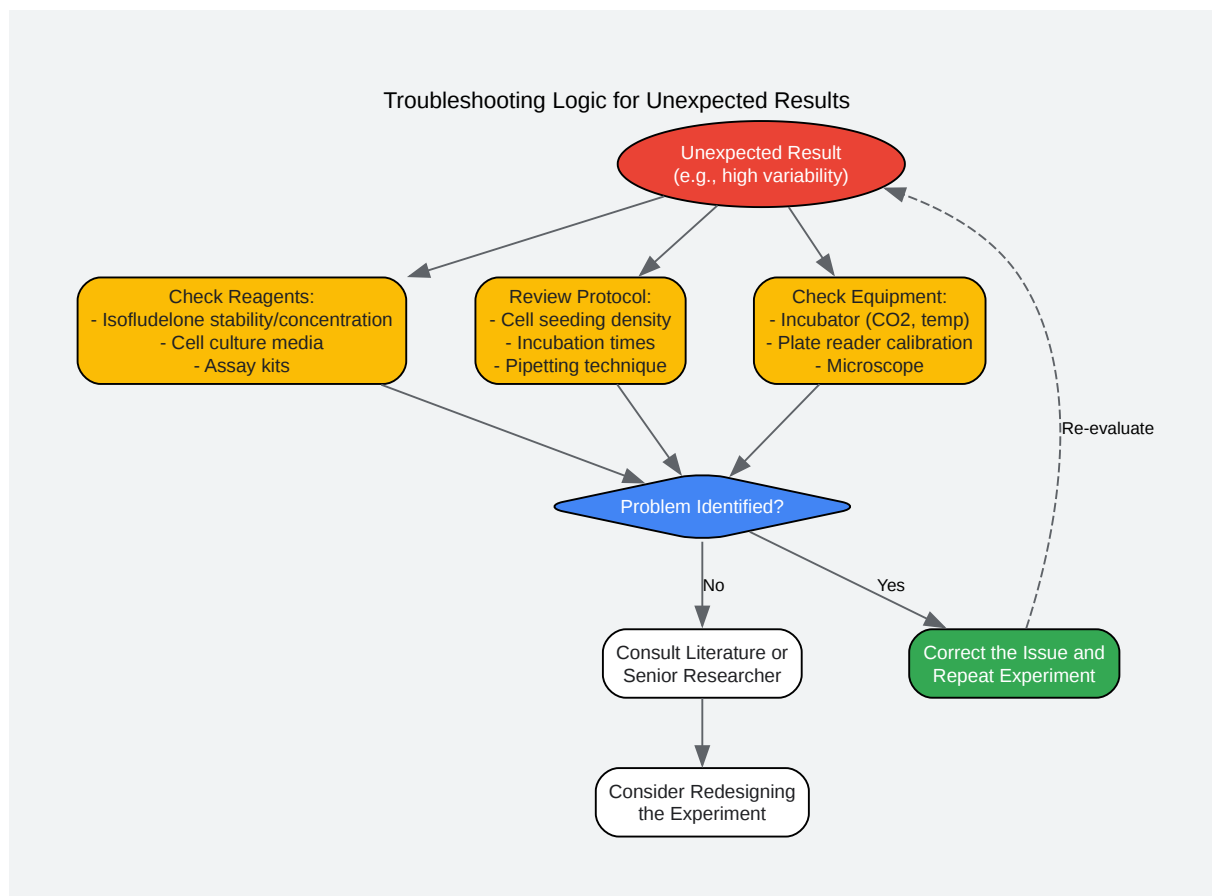 Troubleshooting Logic for Unexpected Results
Unexpected Result
(e.g., high variability)
Check Reagents:
- Isofludelone stability/concentration
- Cell culture media
- Assay kits
Review Protocol:
- Cell seeding density
- Incubation times
- Pipetting technique
Check Equipment:
- Incubator (CO2, temp)
- Plate reader calibration
- Microscope
Re-evaluate
Problem Identified?
No
Yes
Consult Literature or
Senior Researcher
Correct the Issue and
Repeat Experiment
Consider Redesigning
the Experiment